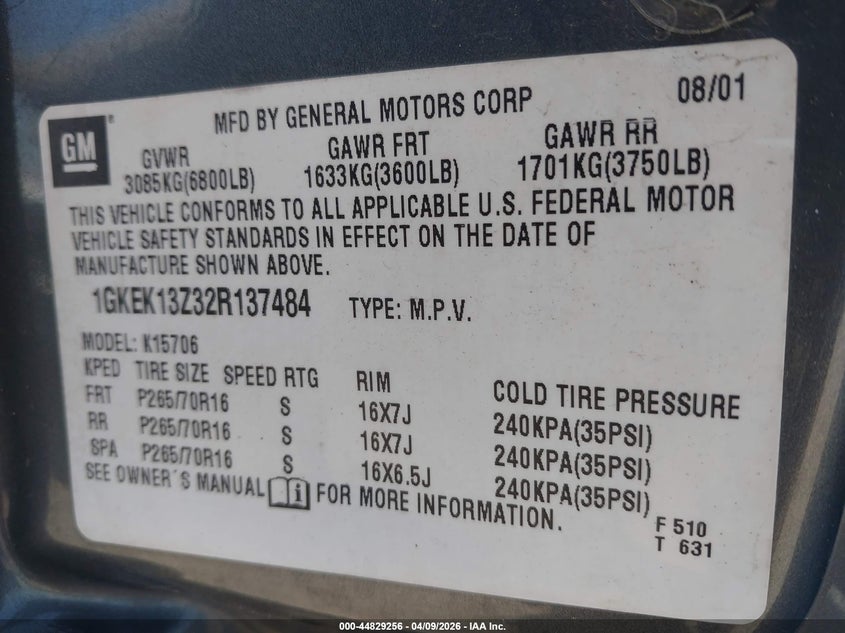 GM
MFD BY GENERAL MOTORS CORP 08/01
GVWR GAWR FRT GAWR RR
3085KG(6800LB) 1633KG(3600LB) 1701KG(3750LB)
THIS VEHICLE CONFORMS TO ALL APPLICABLE U.S. FEDERAL MOTOR
VEHICLE SAFETY STANDARDS IN EFFECT ON THE DATE OF
MANUFACTURE SHOWN ABOVE.
1GKEK13Z32R137484 TYPE: M.P.V.
MODEL: K15706
KPED TIRE SIZE SPEED RTG RIM COLD TIRE PRESSURE
FRT P265/70R16 S 16X7J 240KPA(35PSI)
RR P265/70R16 S 16X7J 240KPA(35PSI)
SPA P265/70R16 S 16X6.5J 240KPA(35PSI)
SEE OWNER´S MANUAL i FOR MORE INFORMATION.
F 510
T 631
000-44829256 - 04/09/2026 - IAA Inc.